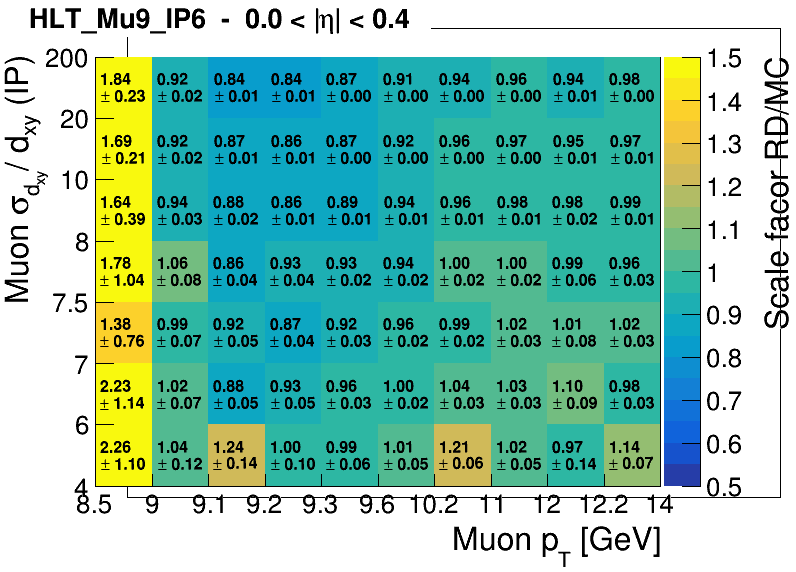 HLT_Mu9_IP6 - 0.0 < |η| < 0.4
200
1.84 0.92 0.84 0.84 0.87 0.91 0.94 0.96 0.94 0.98
± 0.23 ± 0.02 ± 0.01 ± 0.01 ± 0.00 ± 0.00 ± 0.00 ± 0.00 ± 0.01 ± 0.00
20
1.69 0.92 0.87 0.86 0.87 0.92 0.96 0.97 0.95 0.97
± 0.21 ± 0.02 ± 0.01 ± 0.01 ± 0.00 ± 0.00 ± 0.00 ± 0.00 ± 0.01 ± 0.01
10
1.64 0.94 0.88 0.86 0.89 0.94 0.96 0.98 0.98 0.99
± 0.39 ± 0.03 ± 0.02 ± 0.01 ± 0.01 ± 0.01 ± 0.01 ± 0.01 ± 0.02 ± 0.01
8
1.78 1.06 0.86 0.93 0.93 0.94 1.00 1.00 0.99 0.96
± 1.04 ± 0.08 ± 0.04 ± 0.04 ± 0.02 ± 0.02 ± 0.02 ± 0.02 ± 0.06 ± 0.03
7.5
1.38 0.99 0.92 0.87 0.92 0.96 0.99 1.02 1.01 1.02
± 0.76 ± 0.07 ± 0.05 ± 0.04 ± 0.03 ± 0.02 ± 0.02 ± 0.03 ± 0.08 ± 0.03
7
2.23 1.02 0.88 0.93 0.96 1.00 1.04 1.03 1.10 0.98
± 1.14 ± 0.07 ± 0.05 ± 0.05 ± 0.03 ± 0.02 ± 0.03 ± 0.03 ± 0.09 ± 0.03
6
2.26 1.04 1.24 1.00 0.99 1.01 1.21 1.02 0.97 1.14
± 1.10 ± 0.12 ± 0.14 ± 0.10 ± 0.06 ± 0.05 ± 0.06 ± 0.05 ± 0.14 ± 0.07
4
8.5 9 9.1 9.2 9.3 9.6 10.2 11 12 12.2 14
Muon p_T [GeV]
Muon σ_d_xy / d_xy (IP)
1.5
1.4
1.3
1.2
1.1
1
0.9
0.8
0.7
0.6
0.5
Scale facor RD/MC